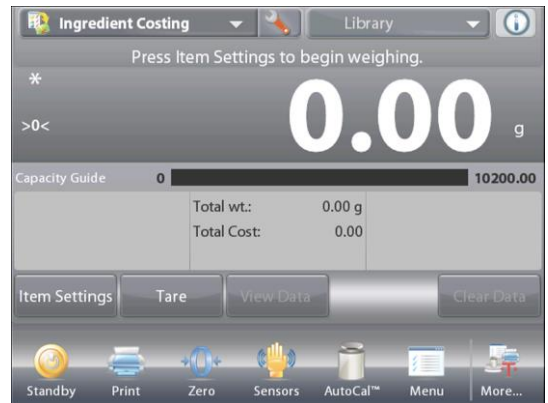 Ingredient Costing
Library
Press Item Settings to begin weighing.
*
>0<
0.00 g
Capacity Guide 0 10200.00
Total wt.: 0.00 g
Total Cost: 0.00
Item Settings Tare View Data Clear Data
Standby Print Zero Sensors AutoCal™ Menu More...